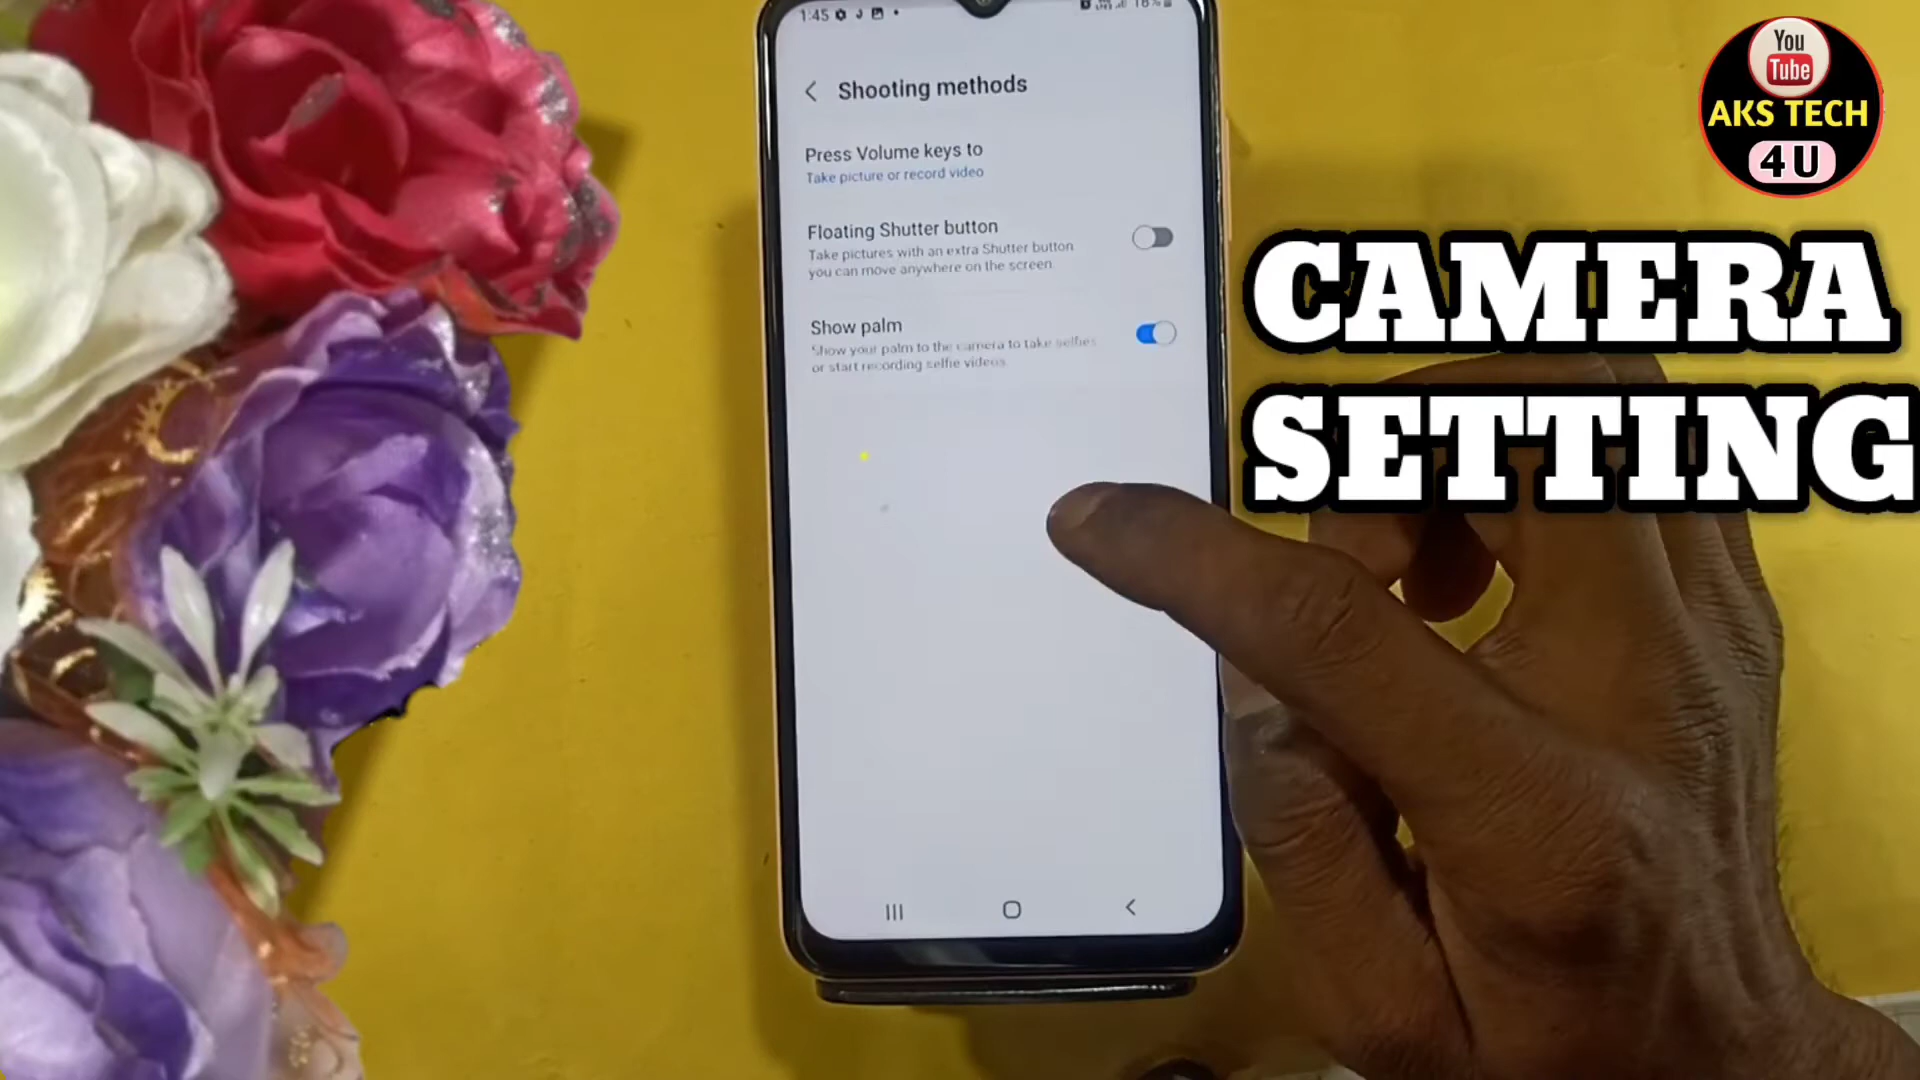 1:45
Shooting methods
Press Volume keys to
Take picture or record video
Floating Shutter button
Take pictures with an extra Shutter button
you can move anywhere on the screen.
Show palm
Show your palm to the camera to take selfies
or start recording selfie videos.
You
Tube
AKS TECH
4 U
CAMERA
SETTING